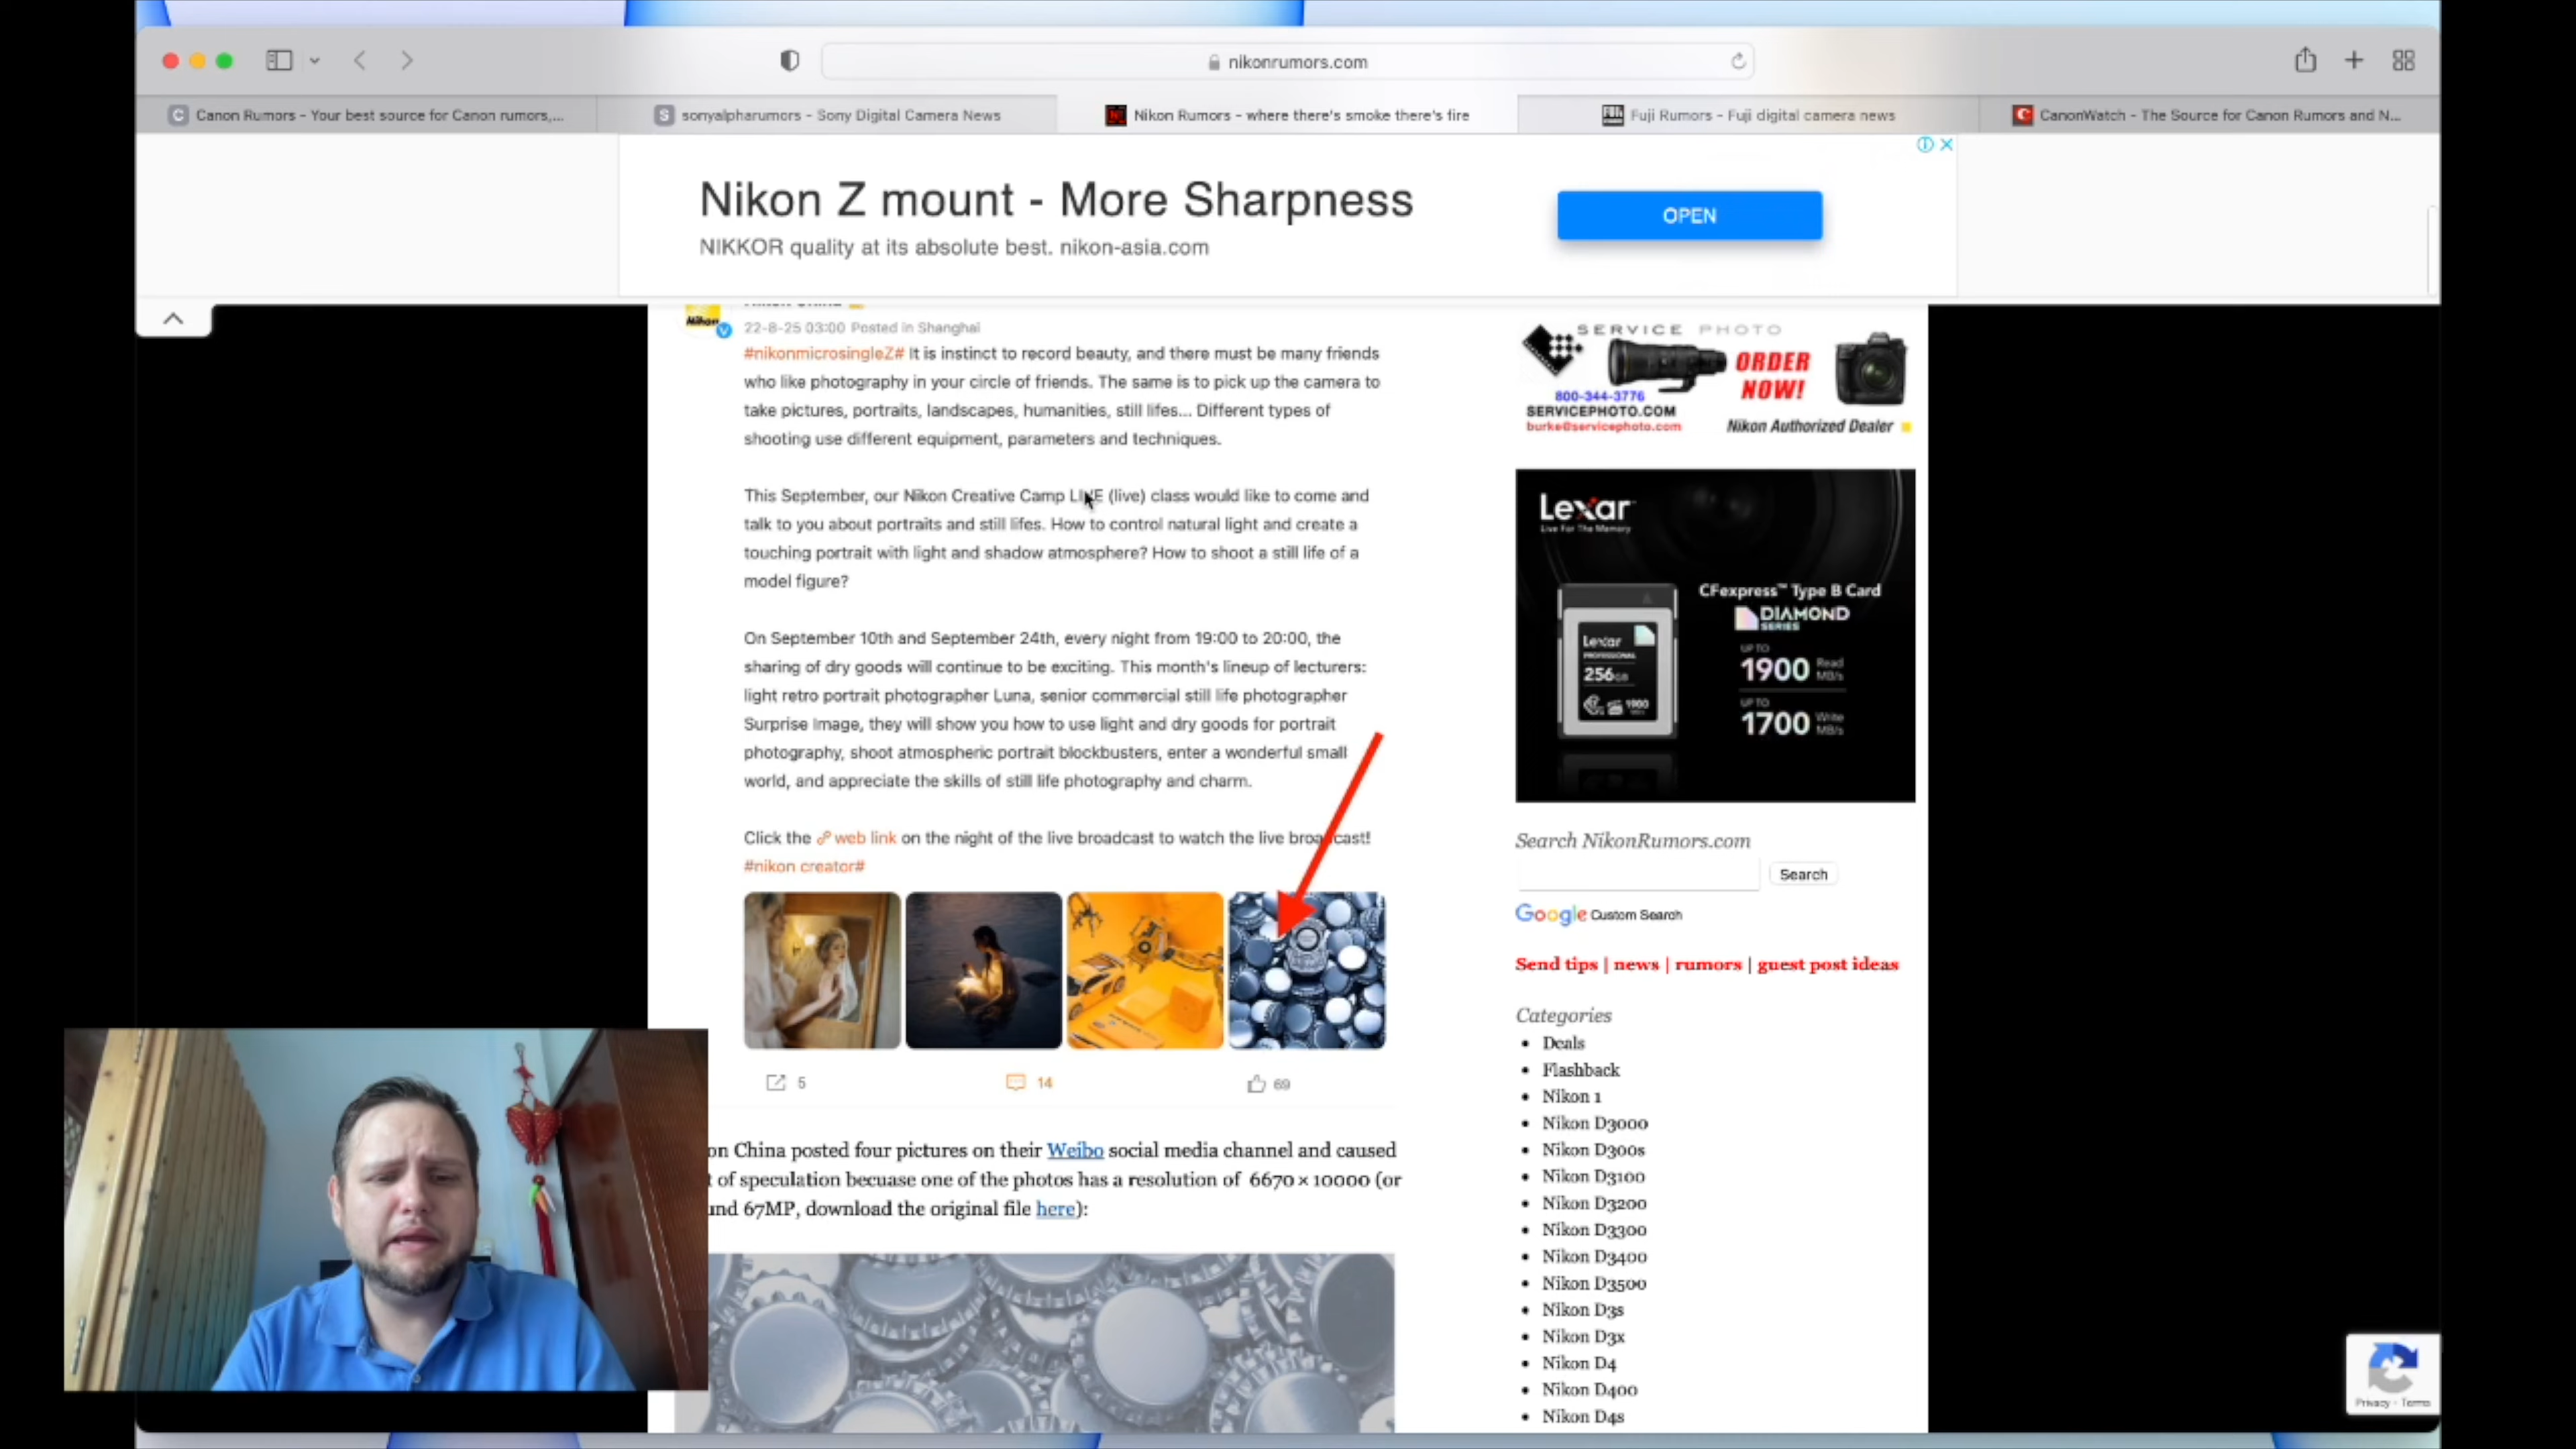 nikonrumors.com
Canon Rumors - Your best source for Canon rumors,...
sonyalpharumors - Sony Digital Camera News
Nikon Rumors - where there's smoke there's fire
Fuji Rumors - Fuji digital camera news
CanonWatch - The Source for Canon Rumors and N...
Nikon Z mount - More Sharpness
NIKKOR quality at its absolute best. nikon-asia.com
OPEN
Nikon
22-8-25 03:00 Posted in Shanghai
#nikonmicrosingleZ# It is instinct to record beauty, and there must be many friends
who like photography in your circle of friends. The same is to pick up the camera to
take pictures, portraits, landscapes, humanities, still lifes... Different types of
shooting use different equipment, parameters and techniques.
This September, our Nikon Creative Camp LIVE (live) class would like to come and
talk to you about portraits and still lifes. How to control natural light and create a
touching portrait with light and shadow atmosphere? How to shoot a still life of a
model figure?
On September 10th and September 24th, every night from 19:00 to 20:00, the
sharing of dry goods will continue to be exciting. This month's lineup of lecturers:
light retro portrait photographer Luna, senior commercial still life photographer
Surprise Image, they will show you how to use light and dry goods for portrait
photography, shoot atmospheric portrait blockbusters, enter a wonderful small
world, and appreciate the skills of still life photography and charm.
Click the web link on the night of the live broadcast to watch the live broadcast!
#nikon creator#
5
14
69
on China posted four pictures on their Weibo social media channel and caused
t of speculation becuase one of the photos has a resolution of 6670×10000 (or
und 67MP, download the original file here):
SERVICE PHOTO
ORDER
NOW!
800-344-3776
SERVICEPHOTO.COM
burke@servicephoto.com
Nikon Authorized Dealer
Lexar
Live For The Memory
CFexpress™ Type B Card
DIAMOND
SERIES
Lexar
PROFESSIONAL
256GB
1900
UP TO
1900 Read MB/s
UP TO
1700 Write MB/s
Search NikonRumors.com
Search
Google Custom Search
Send tips | news | rumors | guest post ideas
Categories
Deals
Flashback
Nikon 1
Nikon D3000
Nikon D300s
Nikon D3100
Nikon D3200
Nikon D3300
Nikon D3400
Nikon D3500
Nikon D3s
Nikon D3x
Nikon D4
Nikon D400
Nikon D4s
Privacy - Terms